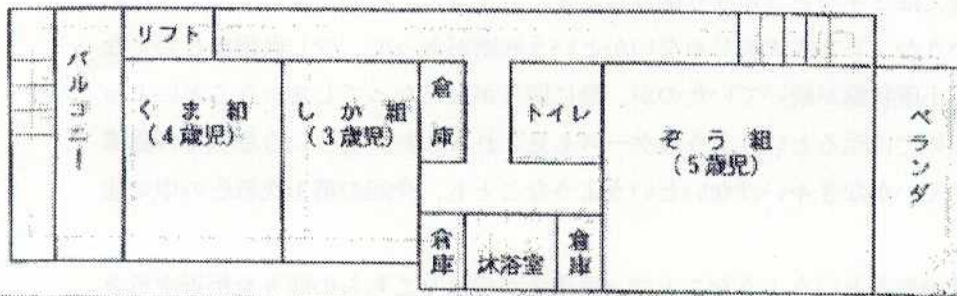 リフト
バルコニー
くま組
(4歳児)
しか組
(3歳児)
倉庫
トイレ
ぞう組
(5歳児)
ベランダ
倉庫
沐浴室
倉庫